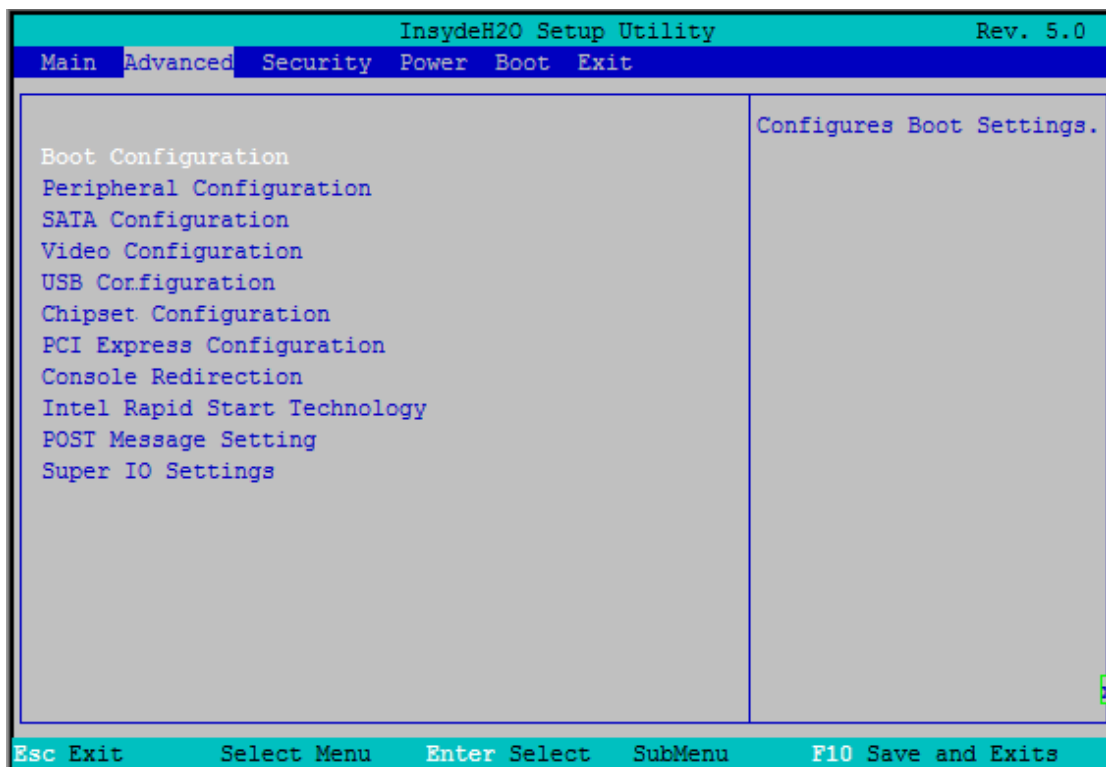 InsydeH2O Setup Utility Rev. 5.0
Main Advanced Security Power Boot Exit
Configures Boot Settings.
Boot Configuration
Peripheral Configuration
SATA Configuration
Video Configuration
USB Configuration
Chipset Configuration
PCI Express Configuration
Console Redirection
Intel Rapid Start Technology
POST Message Setting
Super IO Settings
Esc Exit Select Menu Enter Select SubMenu F10 Save and Exits